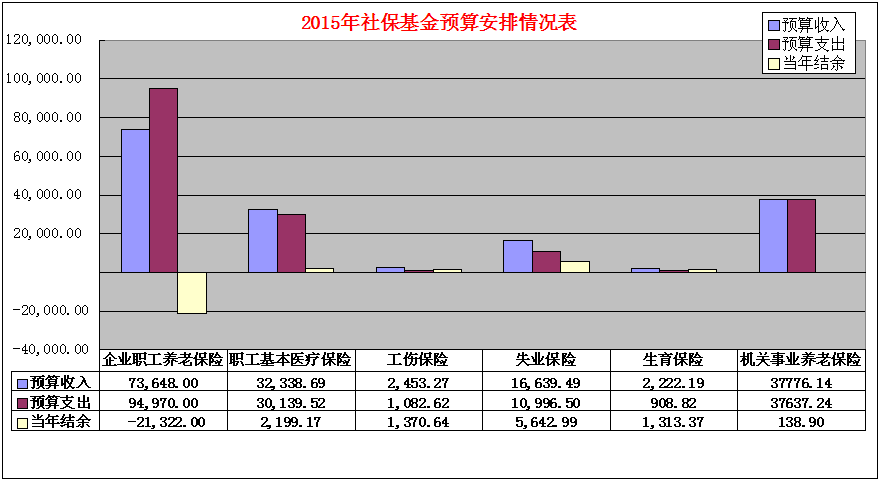 2015年社保基金预算安排情况表
预算收入
预算支出
当年结余
120,000.00
100,000.00
80,000.00
60,000.00
40,000.00
20,000.00
-20,000.00
-40,000.00
企业职工养老保险 职工基本医疗保险 工伤保险 失业保险 生育保险 机关事业养老保险
预算收入 73,648.00 32,338.69 2,453.27 16,639.49 2,222.19 37776.14
预算支出 94,970.00 30,139.52 1,082.62 10,996.50 908.82 37637.24
当年结余 -21,322.00 2,199.17 1,370.64 5,642.99 1,313.37 138.90